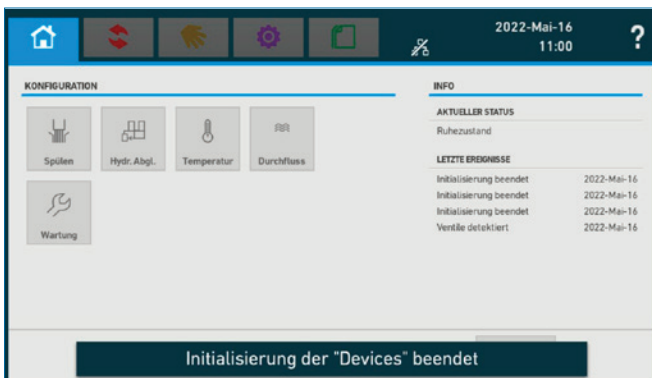 2022-Mai-16
11:00
?
KONFIGURATION
Spülen
Hydr. Abgl.
Temperatur
Durchfluss
Wartung
INFO
AKTUELLER STATUS
Ruhezustand
LETZTE EREIGNISSE
Initialisierung beendet 2022-Mai-16
Initialisierung beendet 2022-Mai-16
Initialisierung beendet 2022-Mai-16
Ventile detektiert 2022-Mai-16
Initialisierung der "Devices" beendet